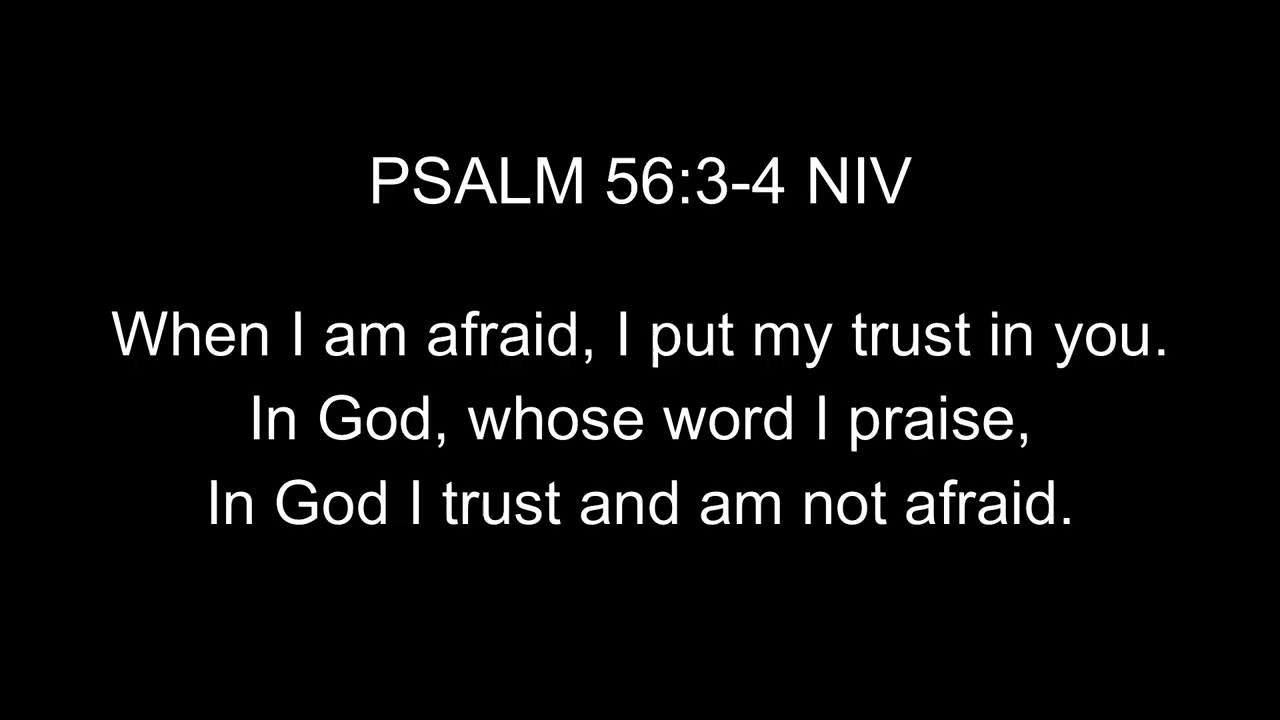 PSALM 56:3-4 NIV
When I am afraid, I put my trust in you.
In God, whose word I praise,
In God I trust and am not afraid.